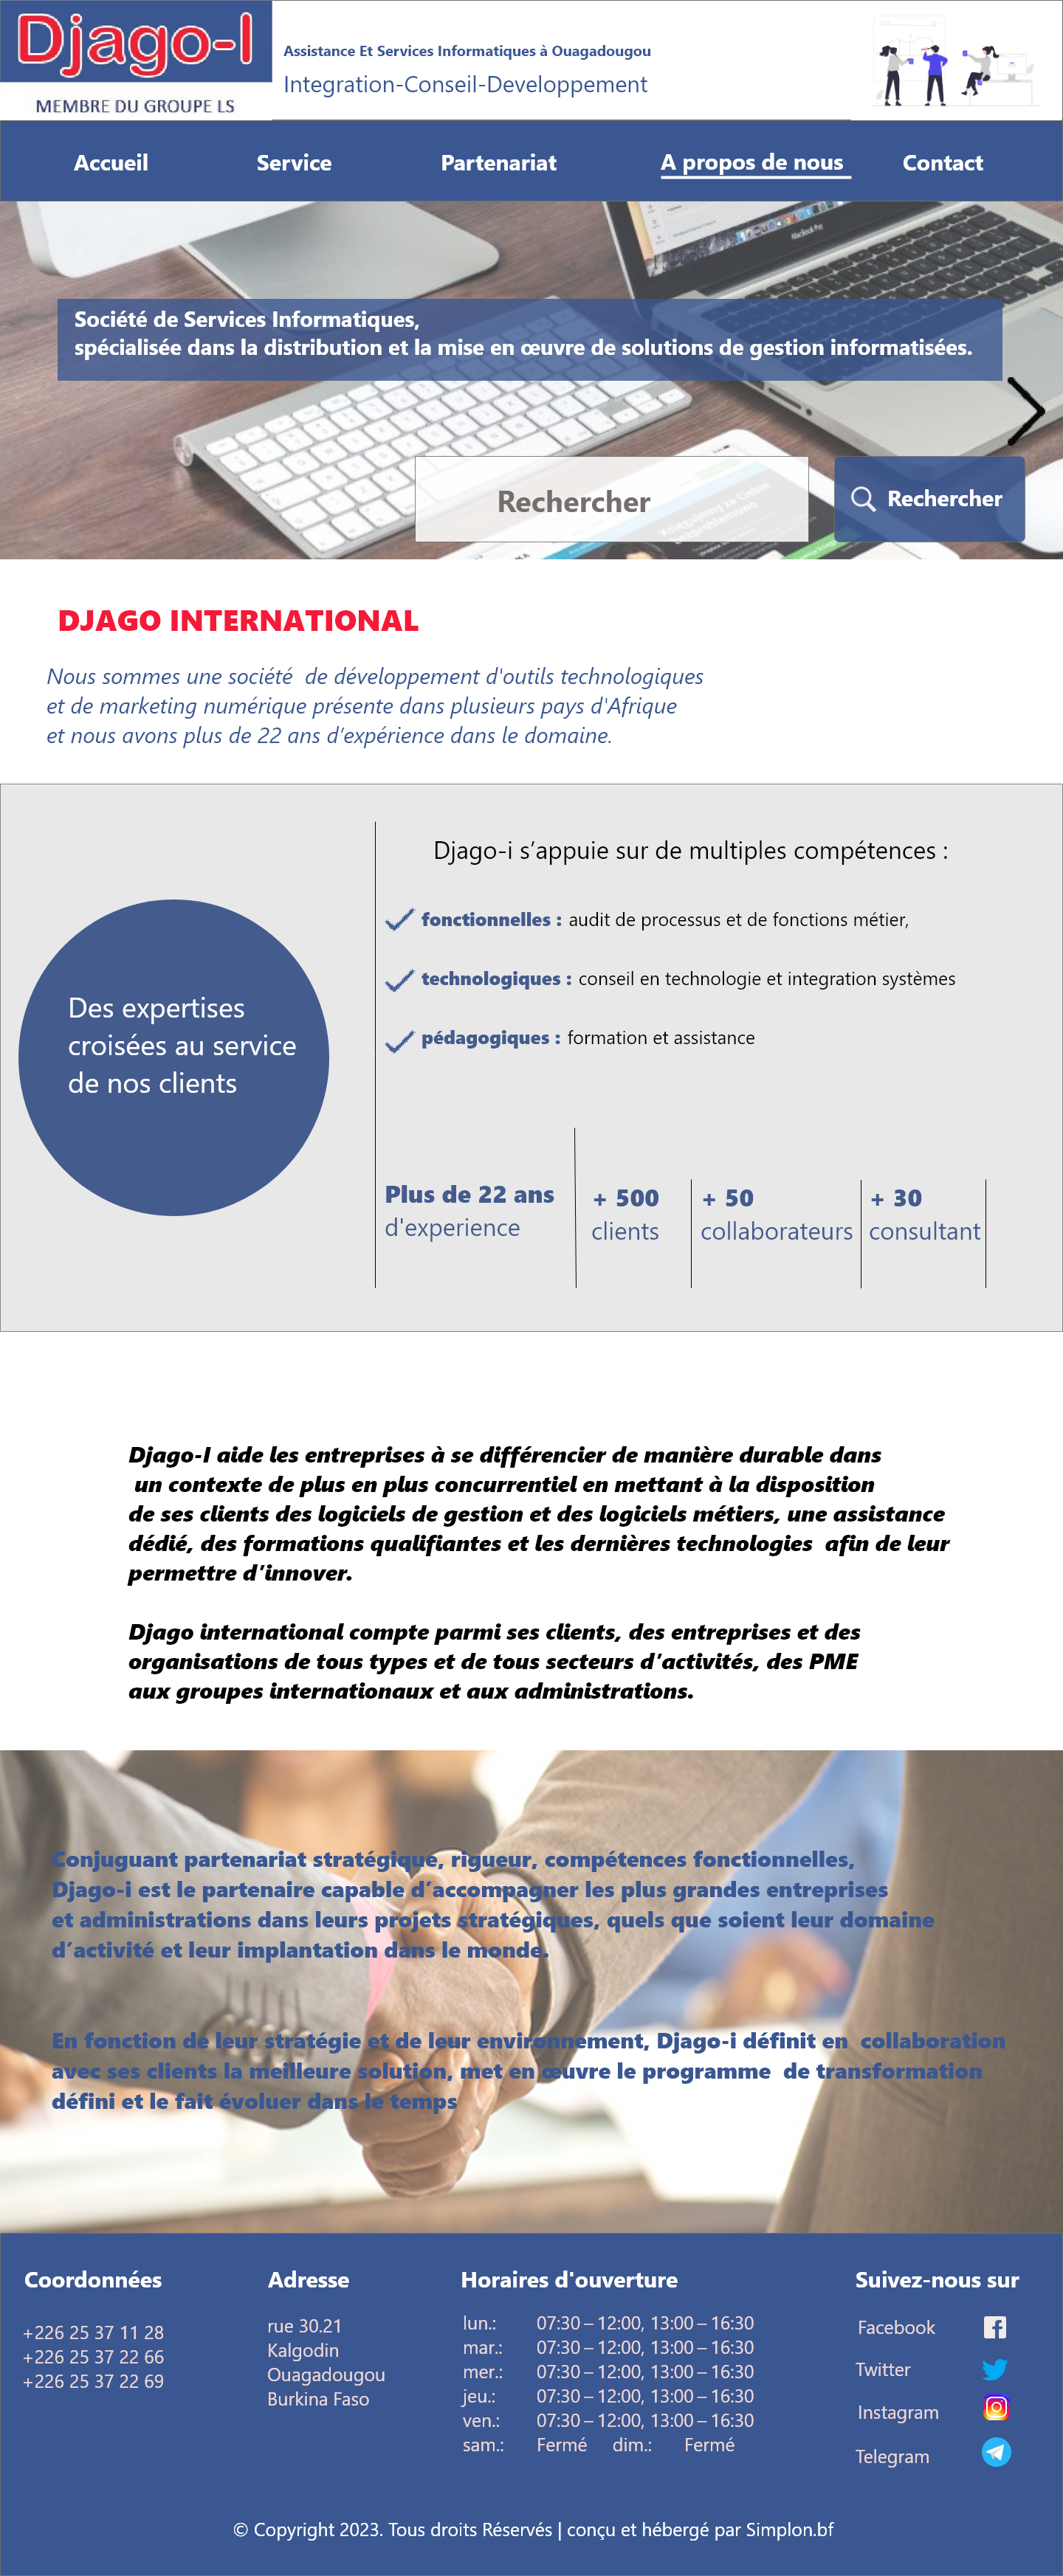 Djago-I
MEMBRE DU GROUPE LS
Assistance Et Services Informatiques à Ouagadougou
Integration-Conseil-Developpement
Accueil
Service
Partenariat
A propos de nous
Contact
MacBook Pro
Société de Services Informatiques,
spécialisée dans la distribution et la mise en œuvre de solutions de gestion informatisées.
Rechercher
Rechercher
DJAGO INTERNATIONAL
Nous sommes une société de développement d'outils technologiques
et de marketing numérique présente dans plusieurs pays d'Afrique
et nous avons plus de 22 ans d'expérience dans le domaine.
Des expertises
croisées au service
de nos clients
Djago-i s’appuie sur de multiples compétences :
fonctionnelles : audit de processus et de fonctions métier,
technologiques : conseil en technologie et integration systèmes
pédagogiques : formation et assistance
Plus de 22 ans
d'experience
+ 500
clients
+ 50
collaborateurs
+ 30
consultant
Djago-I aide les entreprises à se différencier de manière durable dans
un contexte de plus en plus concurrentiel en mettant à la disposition
de ses clients des logiciels de gestion et des logiciels métiers, une assistance
dédié, des formations qualifiantes et les dernières technologies afin de leur
permettre d'innover.
Djago international compte parmi ses clients, des entreprises et des
organisations de tous types et de tous secteurs d’activités, des PME
aux groupes internationaux et aux administrations.
Conjuguant partenariat stratégique, rigueur, compétences fonctionnelles,
Djago-i est le partenaire capable d’accompagner les plus grandes entreprises
et administrations dans leurs projets stratégiques, quels que soient leur domaine
d’activité et leur implantation dans le monde.
En fonction de leur stratégie et de leur environnement, Djago-i définit en collaboration
avec ses clients la meilleure solution, met en œuvre le programme de transformation
défini et le fait évoluer dans le temps
Coordonnées
+226 25 37 11 28
+226 25 37 22 66
+226 25 37 22 69
Adresse
rue 30.21
Kalgodin
Ouagadougou
Burkina Faso
Horaires d'ouverture
lun.: 07:30 – 12:00, 13:00 – 16:30
mar.: 07:30 – 12:00, 13:00 – 16:30
mer.: 07:30 – 12:00, 13:00 – 16:30
jeu.: 07:30 – 12:00, 13:00 – 16:30
ven.: 07:30 – 12:00, 13:00 – 16:30
sam.: Fermé dim.: Fermé
Suivez-nous sur
Facebook
Twitter
Instagram
Telegram
© Copyright 2023. Tous droits Réservés | conçu et hébergé par Simplon.bf